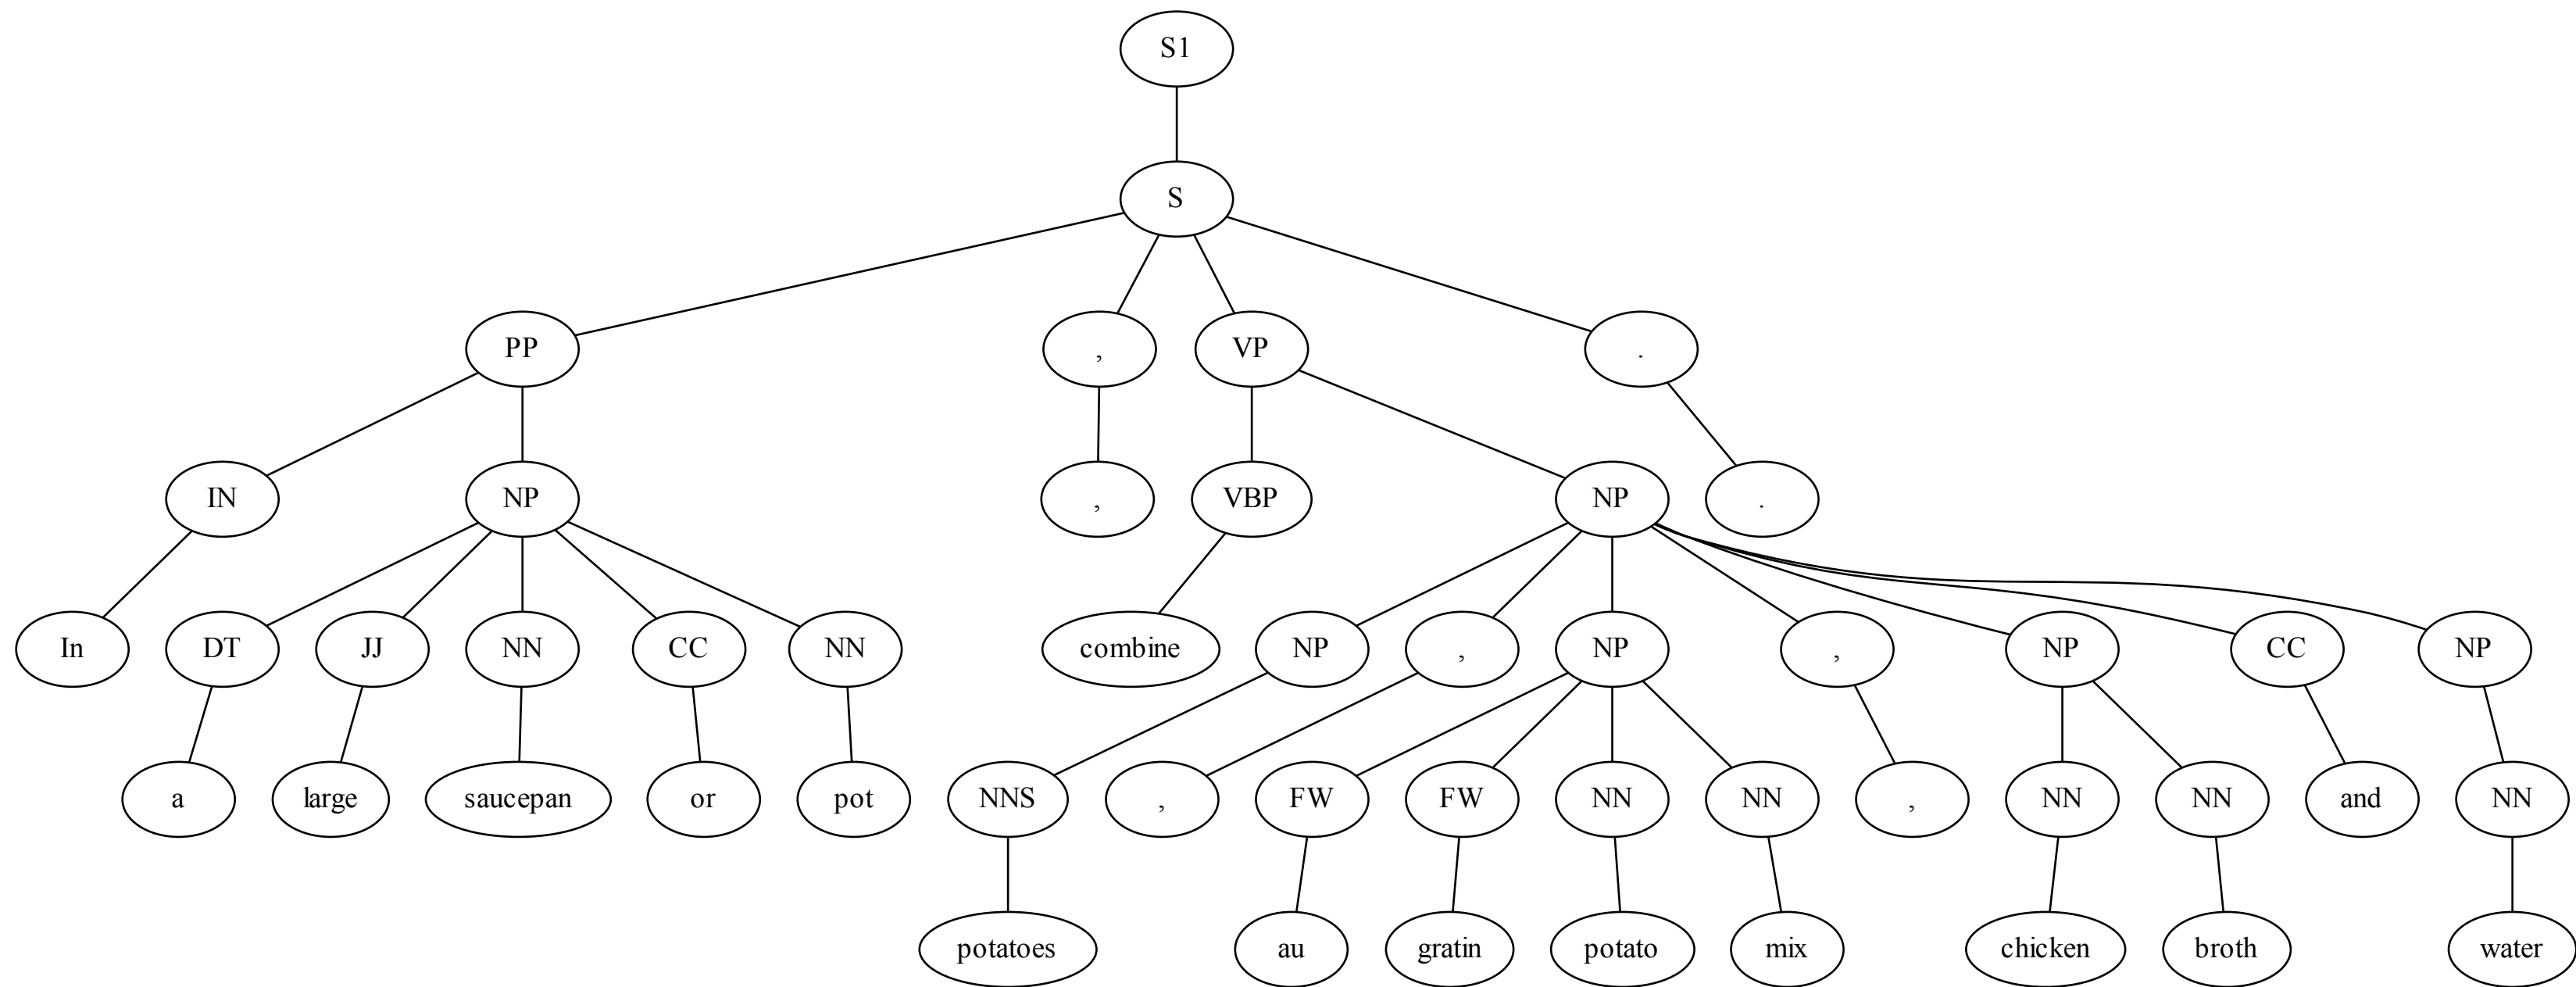 S1
S
PP , VP .
IN NP , VBP NP .
In DT JJ NN CC NN combine NP , NP , NP CC NP
a large saucepan or pot NNS , FW FW NN NN , NN NN and NN
potatoes au gratin potato mix chicken broth water